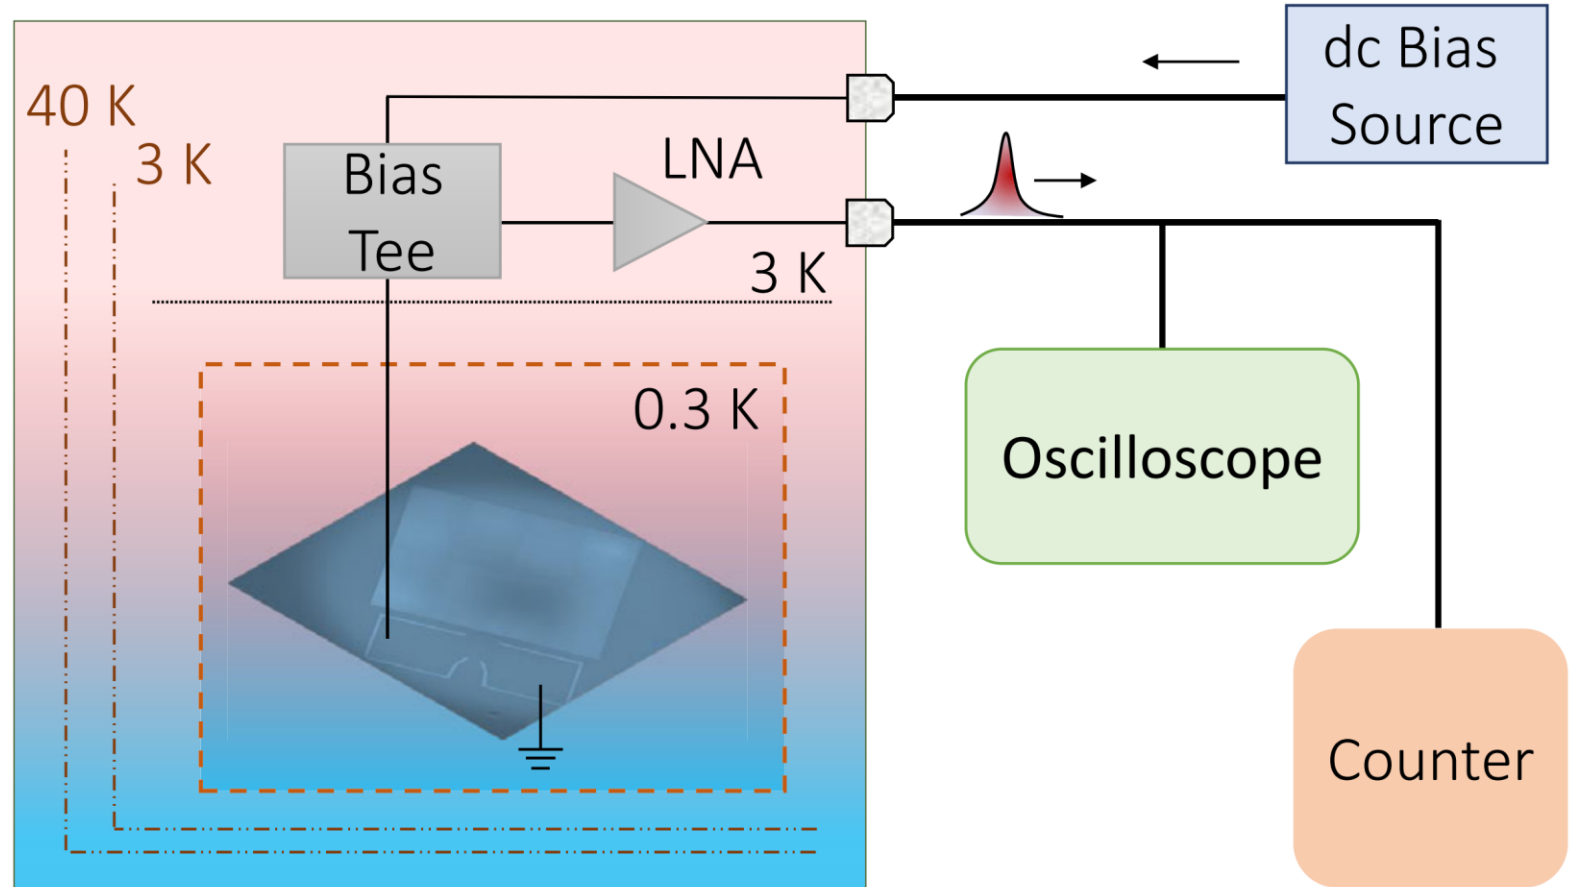 40 K
3 K
Bias
Tee
LNA
3 K
0.3 K
dc Bias
Source
Oscilloscope
Counter